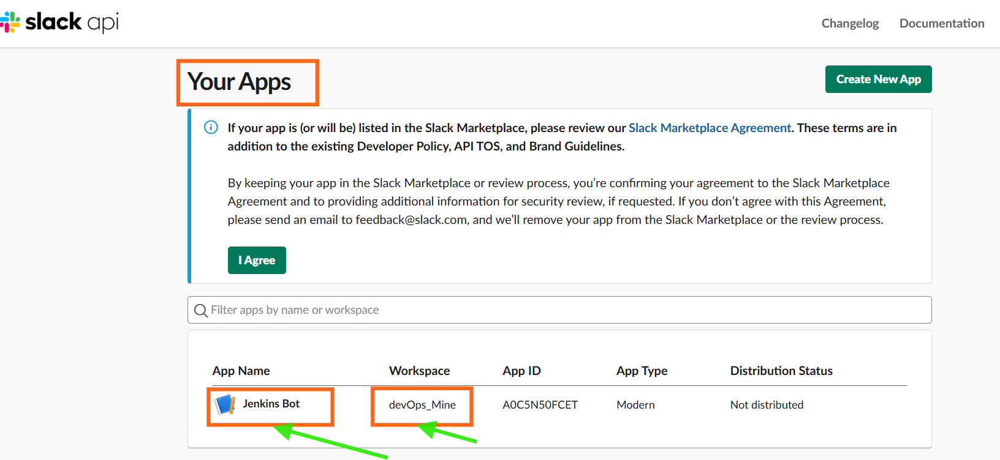 slack api
Changelog Documentation
Your Apps
Create New App
If your app is (or will be) listed in the Slack Marketplace, please review our Slack Marketplace Agreement. These terms are in
addition to the existing Developer Policy, API TOS, and Brand Guidelines.
By keeping your app in the Slack Marketplace or review process, you’re confirming your agreement to the Slack Marketplace
Agreement and to providing additional information for security review, if requested. If you don’t agree with this Agreement,
please send an email to feedback@slack.com, and we’ll remove your app from the Slack Marketplace or the review process.
I Agree
Filter apps by name or workspace
App Name Workspace App ID App Type Distribution Status
Jenkins Bot devOps_Mine A0C5N50FCET Modern Not distributed